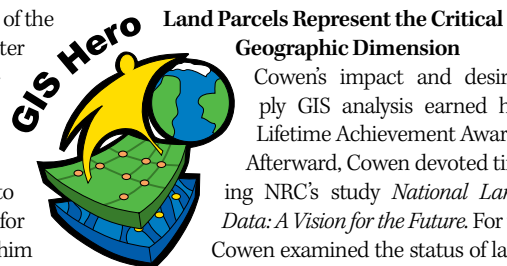 of the
ter
to
for
him
GIS Hero
Land Parcels Represent the Critical
Geographic Dimension
Cowen's impact and desir
ply GIS analysis earned h
Lifetime Achievement Awar
Afterward, Cowen devoted ti
ing NRC's study National Lan
Data: A Vision for the Future. For
Cowen examined the status of la